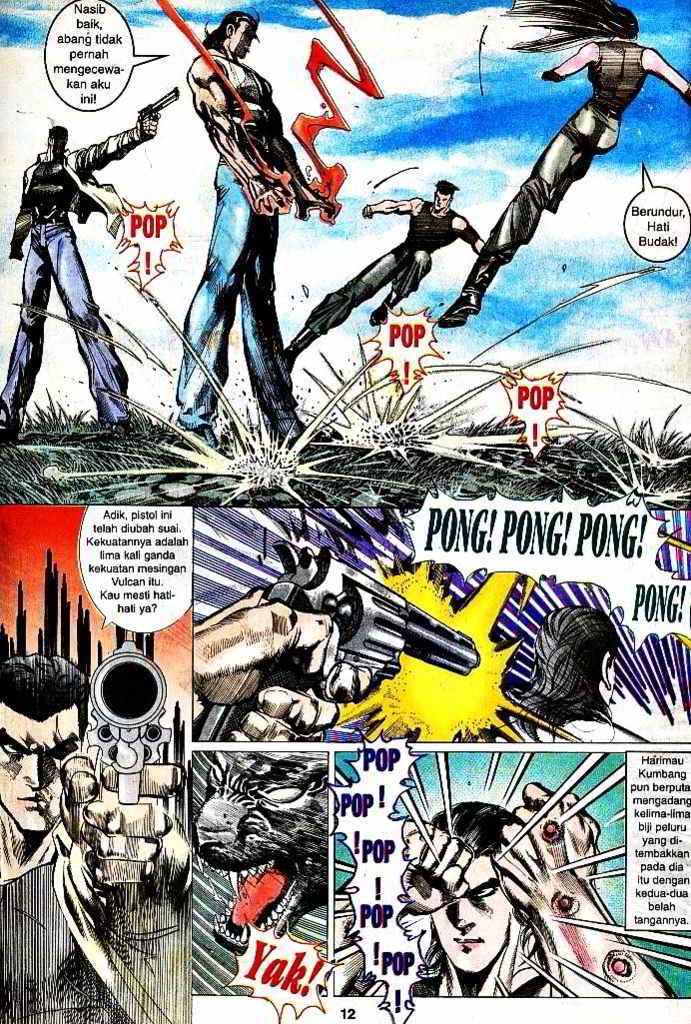 Nasib
baik,
abang tidak
pernah
mengecewa-
kan aku
ini!
POP
!
Berundur,
Hati
Budak!
POP
!
POP
!
Adik, pistol ini
telah diubah suai.
Kekuatannya adalah
lima kali ganda
kekuatan mesingan
Vulcan itu.
Kau mesti hati-
hati ya?
PONG! PONG! PONG!
PONG!
Yak!
POP
POP !
! POP
!
POP
!
POP
!
Harimau
Kumbang
pun berputa
mengadang
kelima-lima
biji peluru
yang di-
tembakkan
pada dia
itu dengan
kedua-dua
belah
tangannya.
12